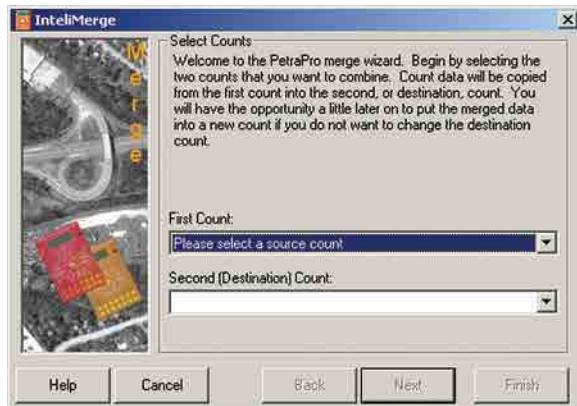 InteliMerge
Merge
Select Counts
Welcome to the PetraPro merge wizard. Begin by selecting the
two counts that you want to combine. Count data will be copied
from the first count into the second, or destination, count. You
will have the opportunity a little later on to put the merged data
into a new count if you do not want to change the destination
count.
First Count:
Please select a source count
Second (Destination) Count:
Help
Cancel
Back
Next
Finish